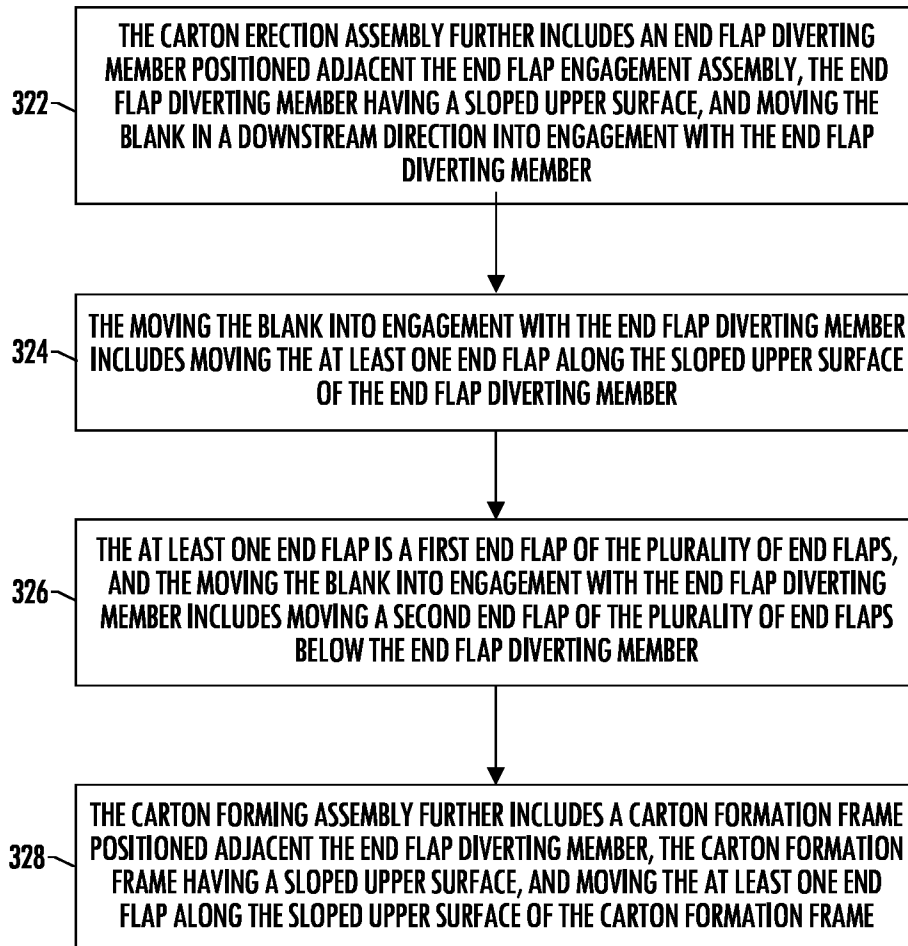 THE CARTON ERECTION ASSEMBLY FURTHER INCLUDES AN END FLAP DIVERTING
MEMBER POSITIONED ADJACENT THE END FLAP ENGAGEMENT ASSEMBLY, THE END
322
FLAP DIVERTING MEMBER HAVING A SLOPED UPPER SURFACE, AND MOVING THE
BLANK IN A DOWNSTREAM DIRECTION INTO ENGAGEMENT WITH THE END FLAP
DIVERTING MEMBER
THE MOVING THE BLANK INTO ENGAGEMENT WITH THE END FLAP DIVERTING MEMBER
324
INCLUDES MOVING THE AT LEAST ONE END FLAP ALONG THE SLOPED UPPER SURFACE
OF THE END FLAP DIVERTING MEMBER
THE AT LEAST ONE END FLAP IS A FIRST END FLAP OF THE PLURALITY OF END FLAPS,
AND THE MOVING THE BLANK INTO ENGAGEMENT WITH THE END FLAP DIVERTING
326
MEMBER INCLUDES MOVING A SECOND END FLAP OF THE PLURALITY OF END FLAPS
BELOW THE END FLAP DIVERTING MEMBER
THE CARTON FORMING ASSEMBLY FURTHER INCLUDES A CARTON FORMATION FRAME
328
POSITIONED ADJACENT THE END FLAP DIVERTING MEMBER, THE CARTON FORMATION
FRAME HAVING A SLOPED UPPER SURFACE, AND MOVING THE AT LEAST ONE END
FLAP ALONG THE SLOPED UPPER SURFACE OF THE CARTON FORMATION FRAME